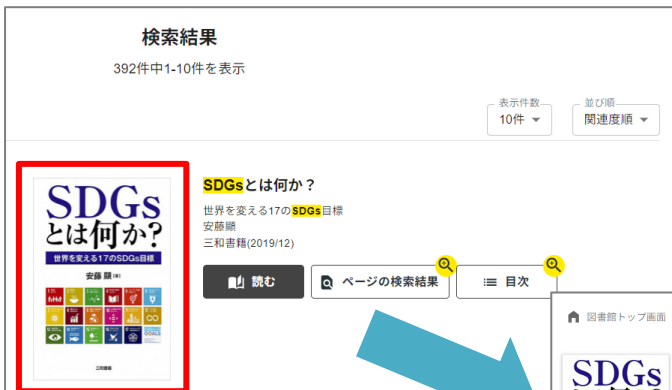 検索結果
392件中1-10件を表示
表示件数
10件
並び順
関連度順
SDGsとは何か？
世界を変える17のSDGs目標
安藤顯
三和書籍(2019/12)
読む
ページの検索結果
目次
SDGs
とは何か?
世界を変える17のSDGs目標
安藤 顯
三和書籍
図書館トップ画面
SDGs